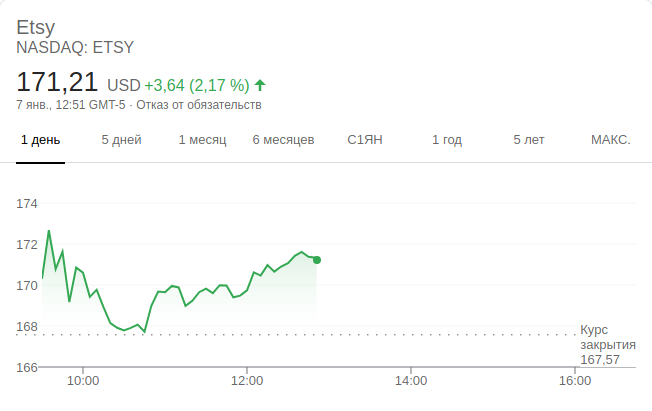 Etsy
NASDAQ: ETSY
171,21 USD +3,64 (2,17 %)
7 янв., 12:51 GMT-5 · Отказ от обязательств
1 день 5 дней 1 месяц 6 месяцев С1ЯН 1 год 5 лет МАКС.
174
172
170
168
166
Курс
закрытия
167,57
10:00 12:00 14:00 16:00